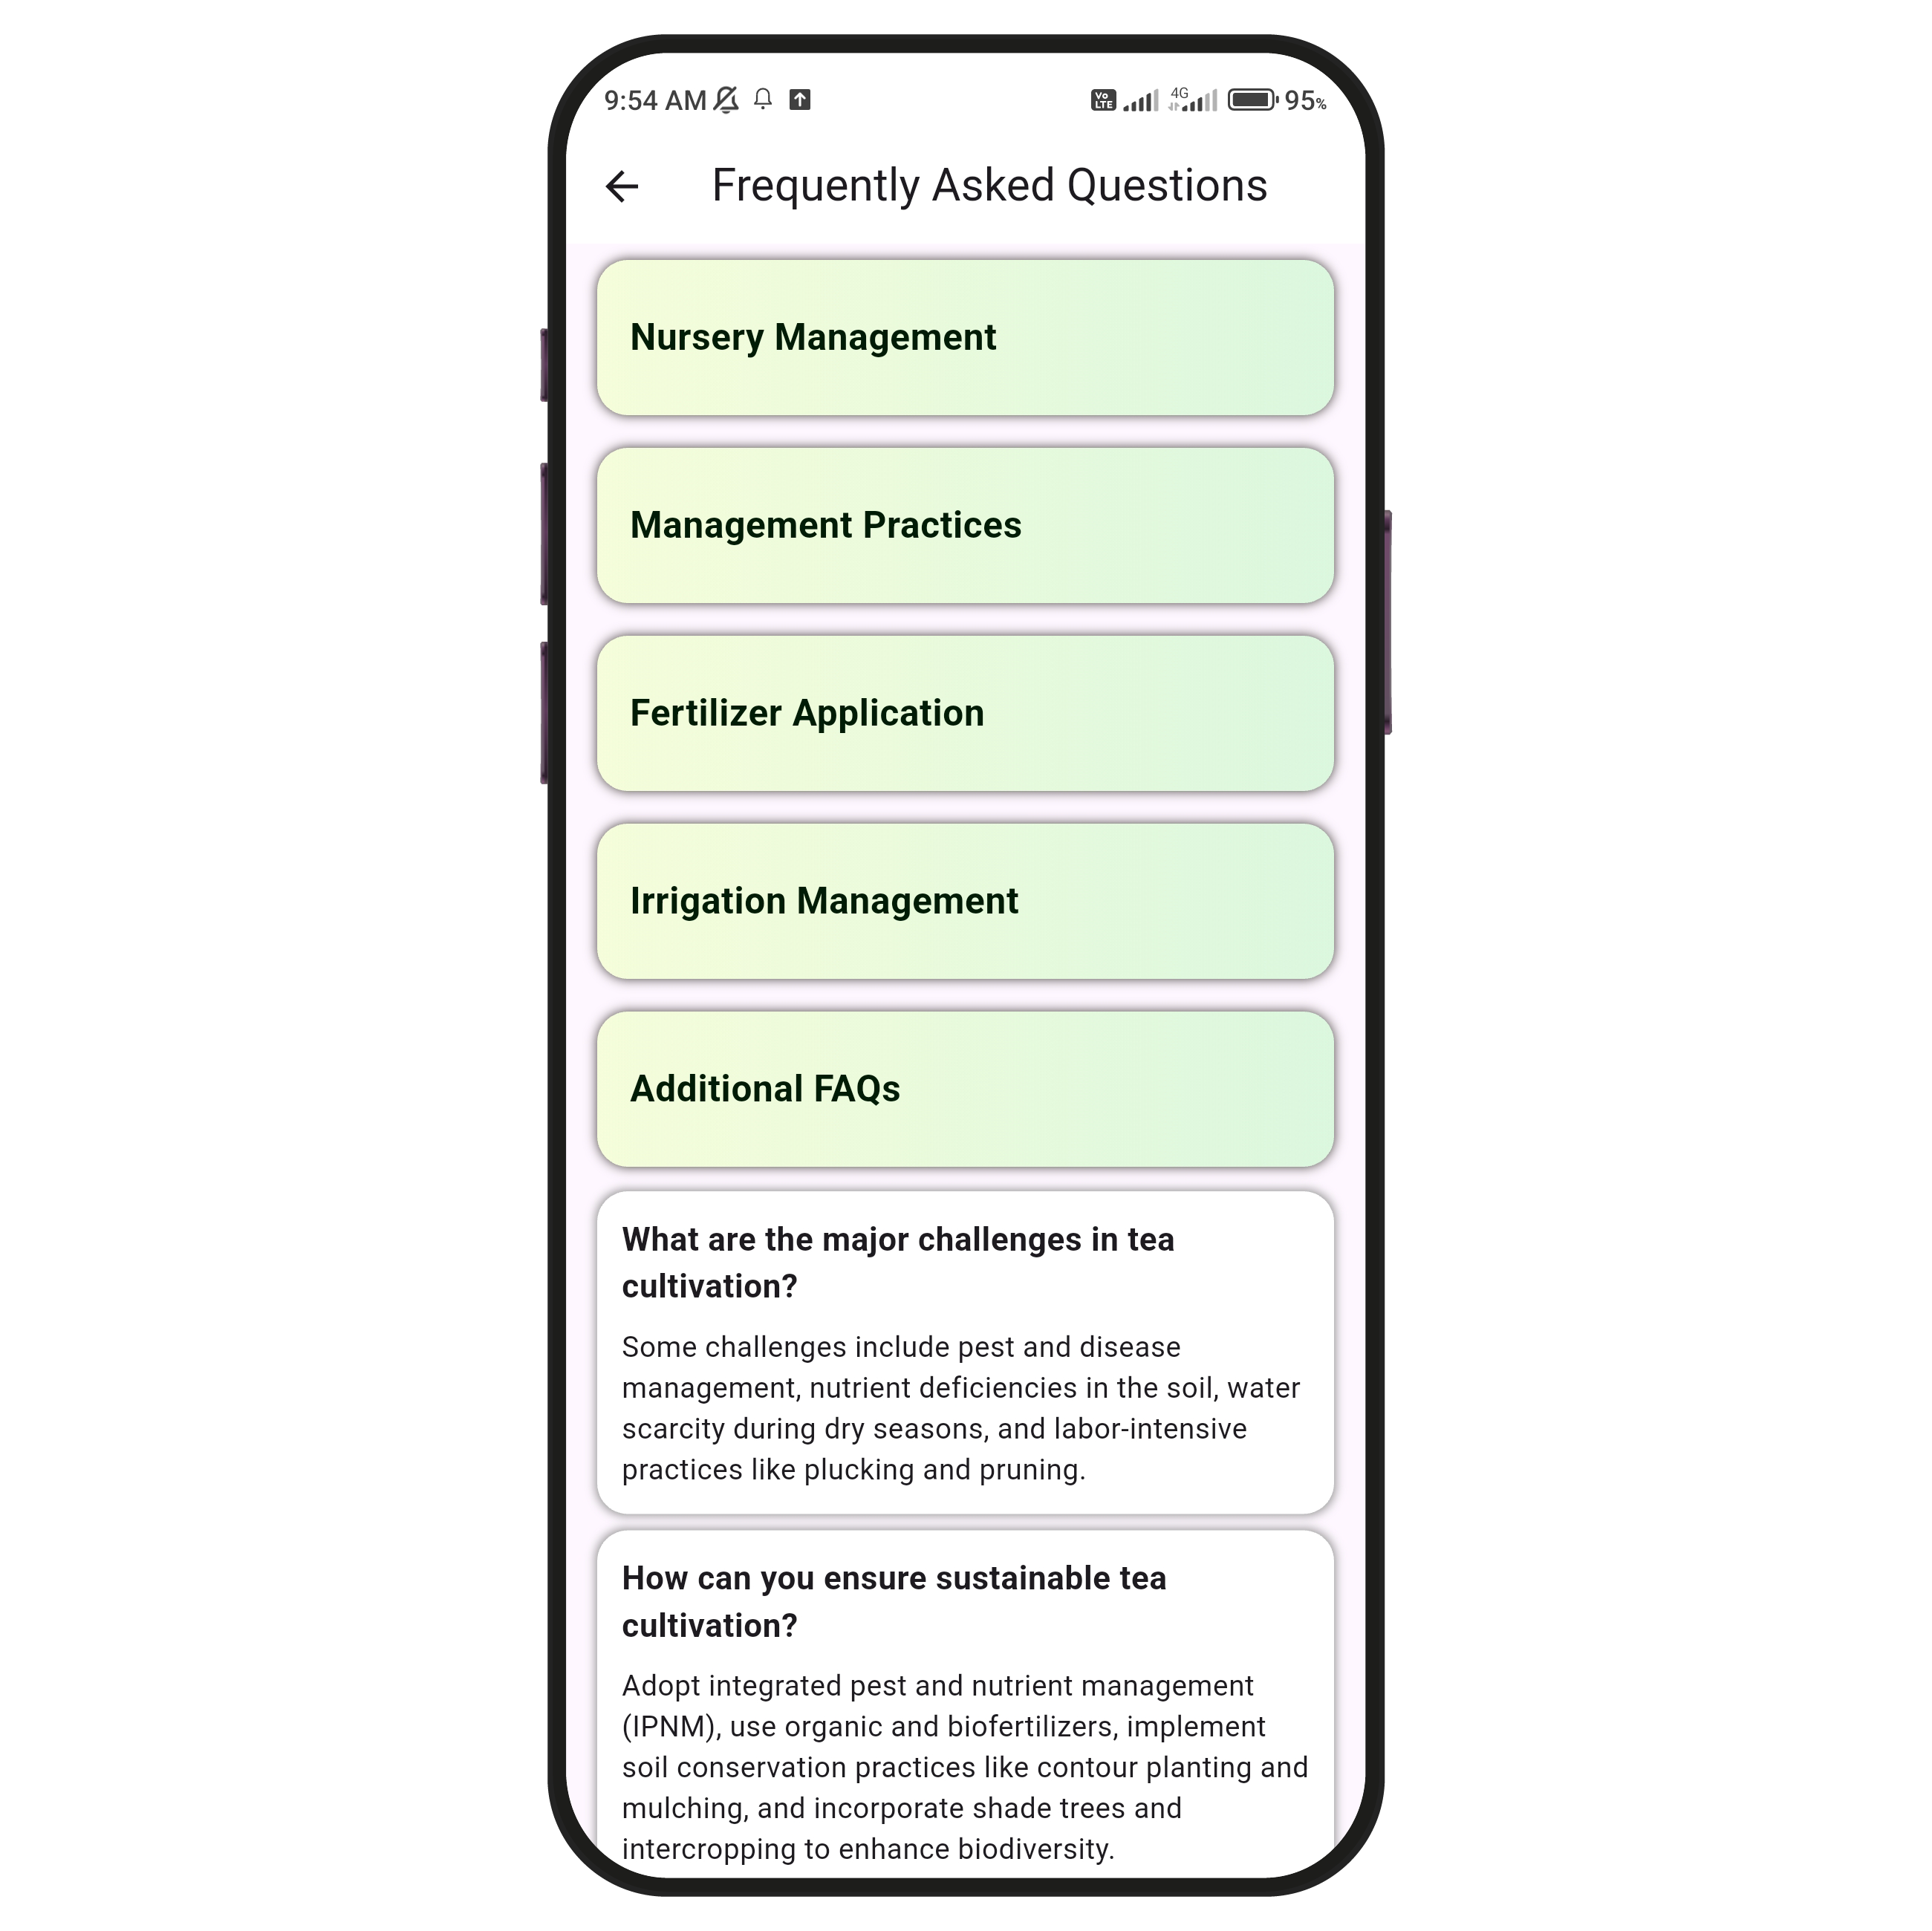 9:54 AM
Vo LTE 4G 95%
Frequently Asked Questions
Nursery Management
Management Practices
Fertilizer Application
Irrigation Management
Additional FAQs
What are the major challenges in tea
cultivation?
Some challenges include pest and disease
management, nutrient deficiencies in the soil, water
scarcity during dry seasons, and labor-intensive
practices like plucking and pruning.
How can you ensure sustainable tea
cultivation?
Adopt integrated pest and nutrient management
(IPNM), use organic and biofertilizers, implement
soil conservation practices like contour planting and
mulching, and incorporate shade trees and
intercropping to enhance biodiversity.